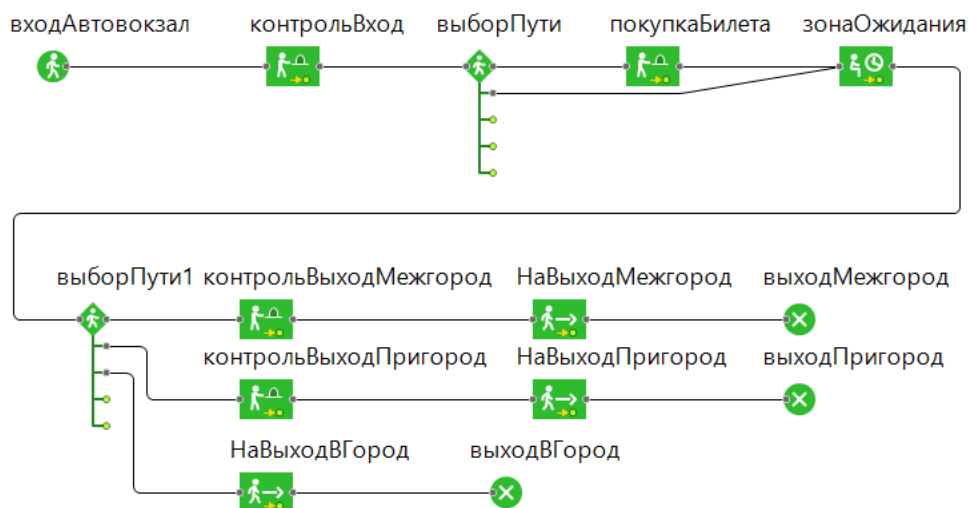 входАвтовокзал контрольВход выборПути покупкаБилета зонаОжидания
выборПути1 контрольВыходМежгород НаВыходМежгород выходМежгород
контрольВыходПригород НаВыходПригород выходПригород
НаВыходВГород выходВГород